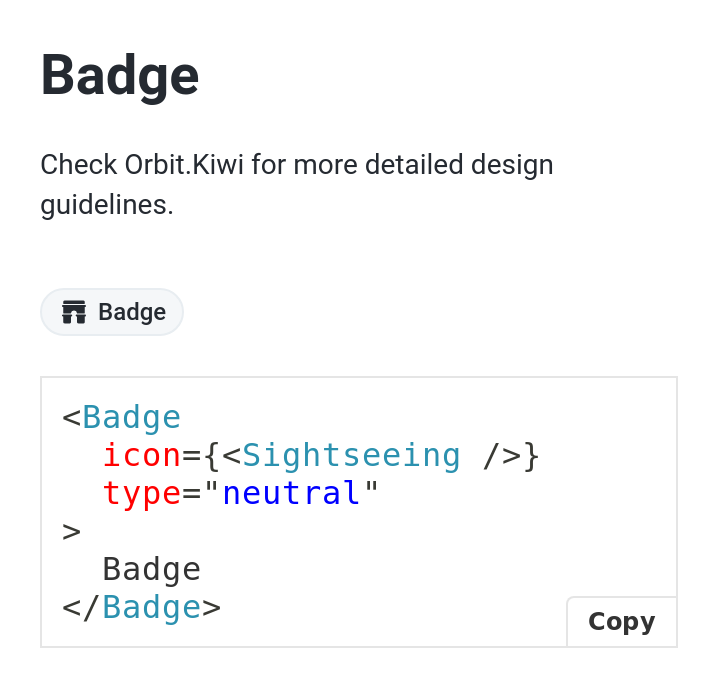 Badge
Check Orbit.Kiwi for more detailed design
guidelines.
Badge
<Badge
  icon={<Sightseeing />}
  type="neutral"
>
  Badge
</Badge>
Copy